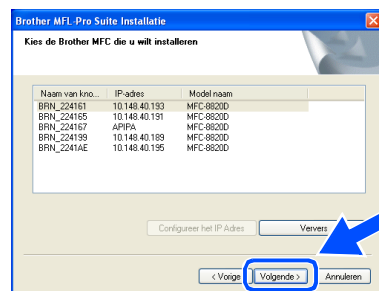 Brother MFL-Pro Suite Installatie
Kies de Brother MFC die u wilt installeren
Naam van kno... IP-adres Model naam
BRN_224161 10.148.40.193 MFC-8820D
BRN_224165 10.148.40.191 MFC-8820D
BRN_224167 APIPA MFC-8820D
BRN_224199 10.148.40.189 MFC-8820D
BRN_2241AE 10.148.40.195 MFC-8820D
Configureer het IP Adres Ververs
< Vorige Volgende > Annuleren